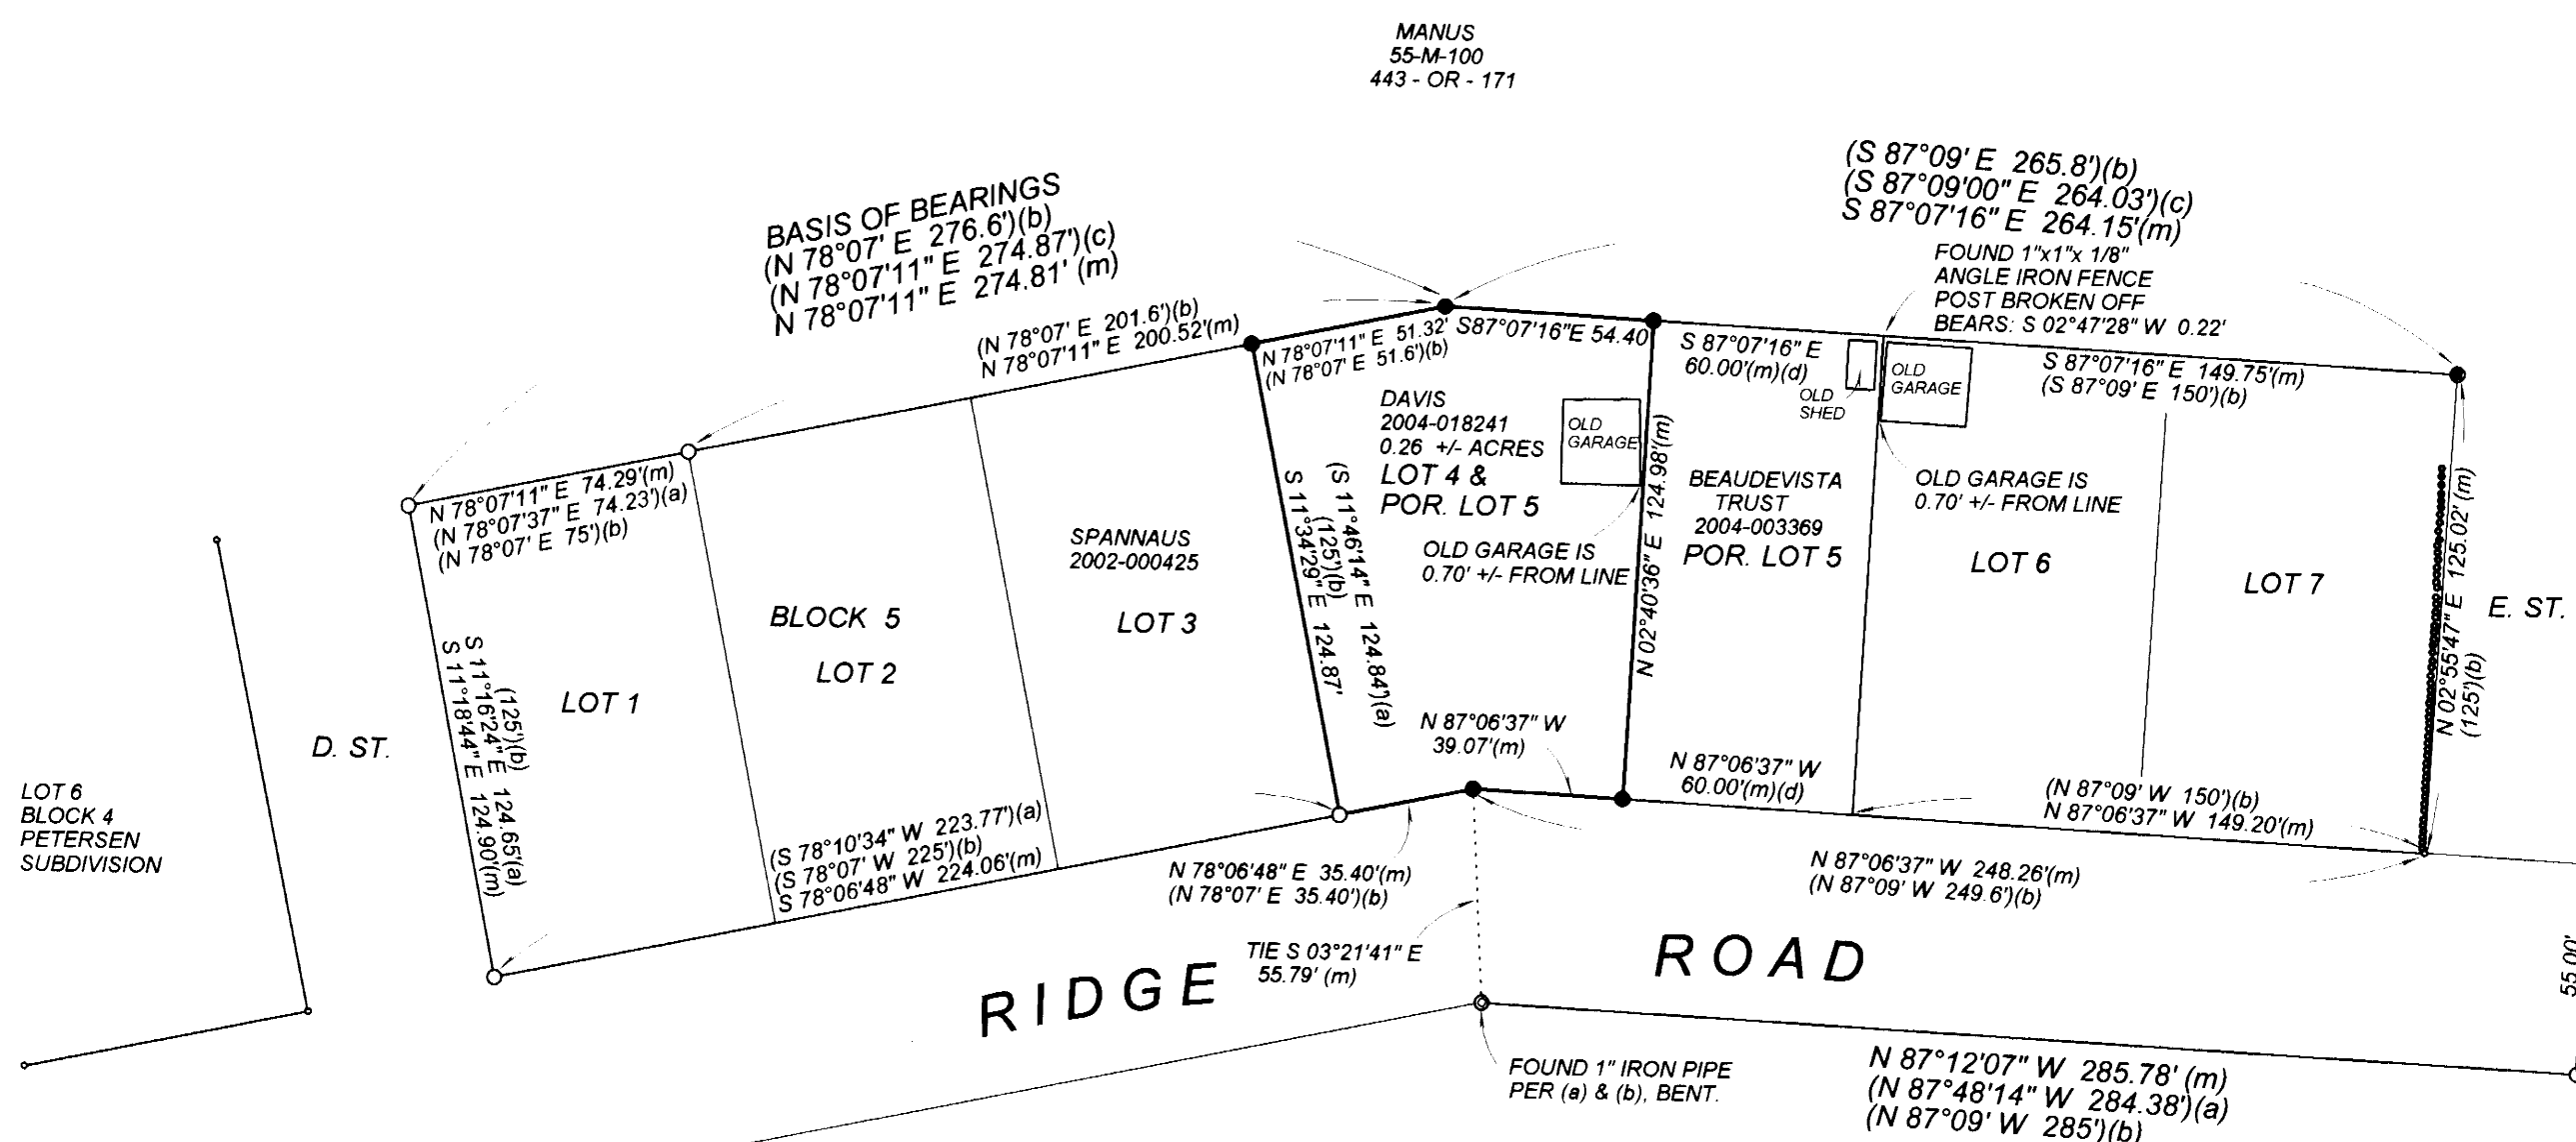 MANUS
55-M-100
443 - OR - 171
BASIS OF BEARINGS
(N 78°07' E 276.6')(b)
(N 78°07'11" E 274.87')(c)
N 78°07'11" E 274.81' (m)
(S 87°09' E 265.8')(b)
(S 87°09'00" E 264.03')(c)
S 87°07'16" E 264.15'(m)
FOUND 1"x1"x 1/8"
ANGLE IRON FENCE
POST BROKEN OFF
BEARS: S 02°47'28" W 0.22'
(N 78°07' E 201.6')(b)
N 78°07'11" E 200.52'(m)
N 78°07'11" E 51.32'
(N 78°07' E 51.6')(b)
S87°07'16"E 54.40
S 87°07'16" E
60.00'(m)(d)
OLD
SHED
OLD
GARAGE
S 87°07'16" E 149.75'(m)
(S 87°09' E 150')(b)
N 78°07'11" E 74.29'(m)
(N 78°07'37" E 74.23')(a)
(N 78°07' E 75')(b)
DAVIS
2004-018241
0.26 +/- ACRES
LOT 4 &
POR. LOT 5
OLD
GARAGE
OLD GARAGE IS
0.70' +/- FROM LINE
N 02°40'36" E 124.98'(m)
BEAUDEVISTA
TRUST
2004-003369
POR. LOT 5
OLD GARAGE IS
0.70' +/- FROM LINE
LOT 6
LOT 7
N 02°55'47" E 125.02' (m)
(125')(b)
E. ST.
SPANNAUS
2002-000425
LOT 3
(S 11°46'14" E 124.84')(a)
(125')(b)
S 11°34'29" E 124.87'
BLOCK 5
LOT 2
LOT 1
(125')(b)
S 11°16'24" E 124.65'(a)
S 11°18'44" E 124.90'(m)
D. ST.
LOT 6
BLOCK 4
PETERSEN
SUBDIVISION
N 87°06'37" W
39.07'(m)
N 87°06'37" W
60.00'(m)(d)
(N 87°09' W 150')(b)
N 87°06'37" W 149.20'(m)
(S 78°10'34" W 223.77')(a)
(S 78°07' W 225')(b)
S 78°06'48" W 224.06'(m)
N 78°06'48" E 35.40'(m)
(N 78°07' E 35.40')(b)
N 87°06'37" W 248.26'(m)
(N 87°09' W 249.6')(b)
TIE S 03°21'41" E
55.79' (m)
RIDGE ROAD
55.00'
FOUND 1" IRON PIPE
PER (a) & (b), BENT.
N 87°12'07" W 285.78' (m)
(N 87°48'14" W 284.38')(a)
(N 87°09' W 285')(b)